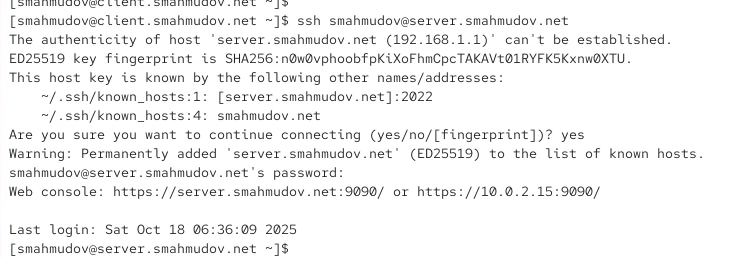 [smahmudov@client.smahmudov.net ~]$
[smahmudov@client.smahmudov.net ~]$ ssh smahmudov@server.smahmudov.net
The authenticity of host 'server.smahmudov.net (192.168.1.1)' can't be established.
ED25519 key fingerprint is SHA256:n0w0vphoobfpKiXoFhmCpcTAKAVt01RYFK5Kxnw0XTU.
This host key is known by the following other names/addresses:
    ~/.ssh/known_hosts:1: [server.smahmudov.net]:2022
    ~/.ssh/known_hosts:4: smahmudov.net
Are you sure you want to continue connecting (yes/no/[fingerprint])? yes
Warning: Permanently added 'server.smahmudov.net' (ED25519) to the list of known hosts.
smahmudov@server.smahmudov.net's password:
Web console: https://server.smahmudov.net:9090/ or https://10.0.2.15:9090/
Last login: Sat Oct 18 06:36:09 2025
[smahmudov@server.smahmudov.net ~]$